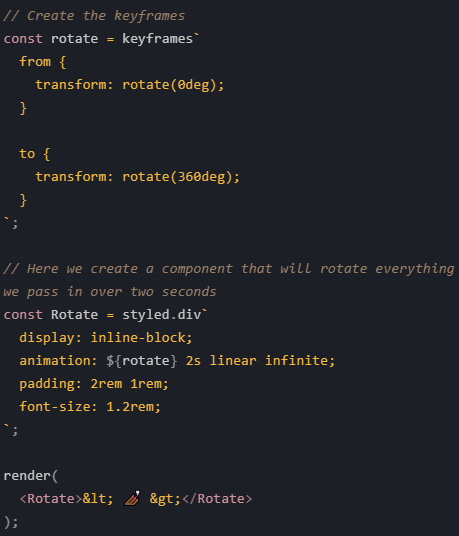 // Create the keyframes
const rotate = keyframes`
  from {
    transform: rotate(0deg);
  }

  to {
    transform: rotate(360deg);
  }
`;

// Here we create a component that will rotate everything
we pass in over two seconds
const Rotate = styled.div`
  display: inline-block;
  animation: ${rotate} 2s linear infinite;
  padding: 2rem 1rem;
  font-size: 1.2rem;
`;

render(
  <Rotate>&lt; 💅🏾 &gt;</Rotate>
);